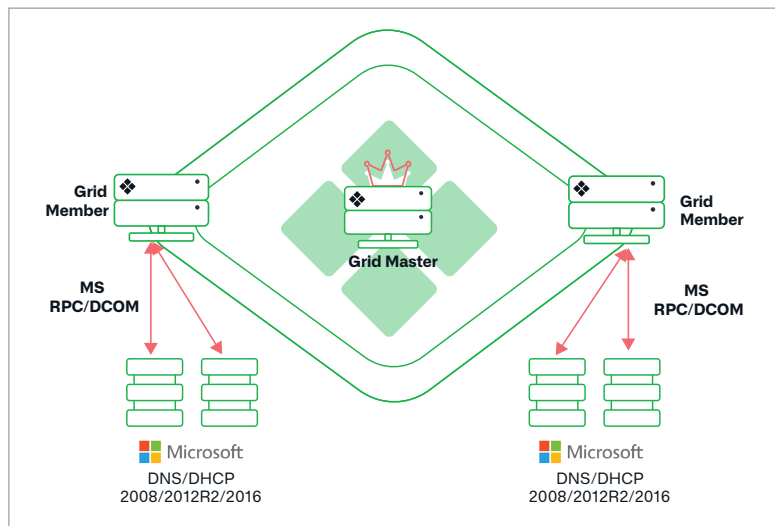 Grid
Member
Grid Master
Grid
Member
MS
RPC/DCOM
MS
RPC/DCOM
Microsoft
DNS/DHCP
2008/2012R2/2016
Microsoft
DNS/DHCP
2008/2012R2/2016